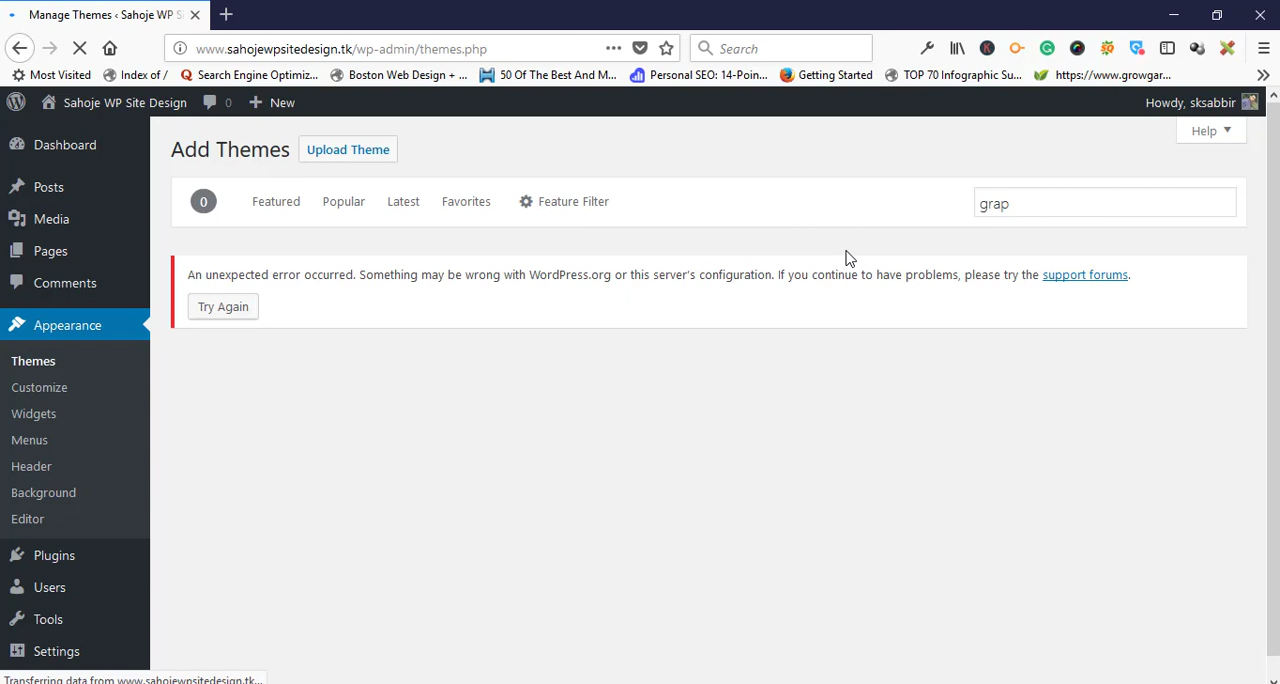 Manage Themes ‹ Sahoje WP S
www.sahojewpsitedesign.tk/wp-admin/themes.php
Search
Most Visited
Index of /
Search Engine Optimiz...
Boston Web Design + ...
50 Of The Best And M...
Personal SEO: 14-Poin...
Getting Started
TOP 70 Infographic Su...
https://www.growgar...
Sahoje WP Site Design
0
New
Howdy, sksabbir
Help
Dashboard
Posts
Media
Pages
Comments
Appearance
Themes
Customize
Widgets
Menus
Header
Background
Editor
Plugins
Users
Tools
Settings
Add Themes
Upload Theme
0
Featured
Popular
Latest
Favorites
Feature Filter
grap
An unexpected error occurred. Something may be wrong with WordPress.org or this server's configuration. If you continue to have problems, please try the support forums.
Try Again
Transferring data from www.sahojewpsitedesign.tk...